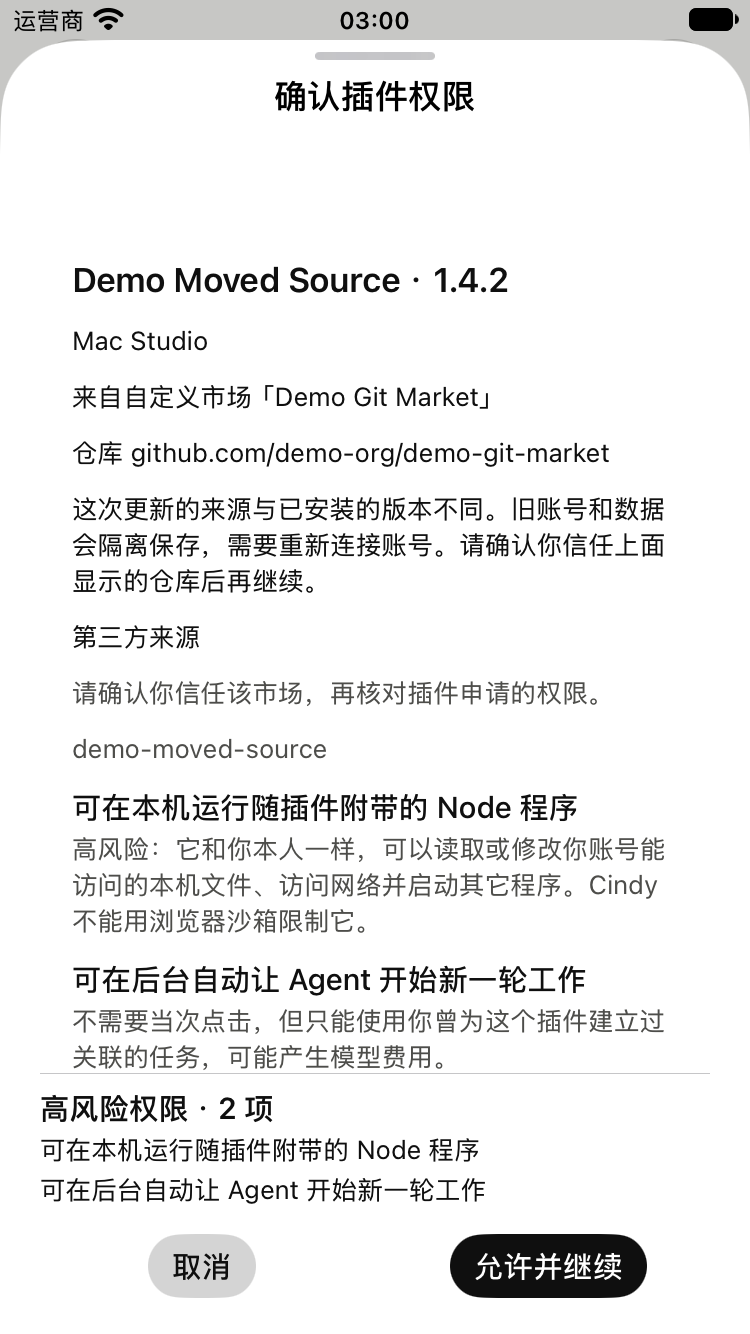 运营商
03:00
确认插件权限
Demo Moved Source · 1.4.2
Mac Studio
来自自定义市场「Demo Git Market」
仓库 github.com/demo-org/demo-git-market
这次更新的来源与已安装的版本不同。旧账号和数据
会隔离保存，需要重新连接账号。请确认你信任上面
显示的仓库后再继续。
第三方来源
请确认你信任该市场，再核对插件申请的权限。
demo-moved-source
可在本机运行随插件附带的 Node 程序
高风险：它和你本人一样，可以读取或修改你账号能
访问的本机文件、访问网络并启动其它程序。Cindy
不能用浏览器沙箱限制它。
可在后台自动让 Agent 开始新一轮工作
不需要当次点击，但只能使用你曾为这个插件建立过
关联的任务，可能产生模型费用。
高风险权限 · 2 项
可在本机运行随插件附带的 Node 程序
可在后台自动让 Agent 开始新一轮工作
取消
允许并继续